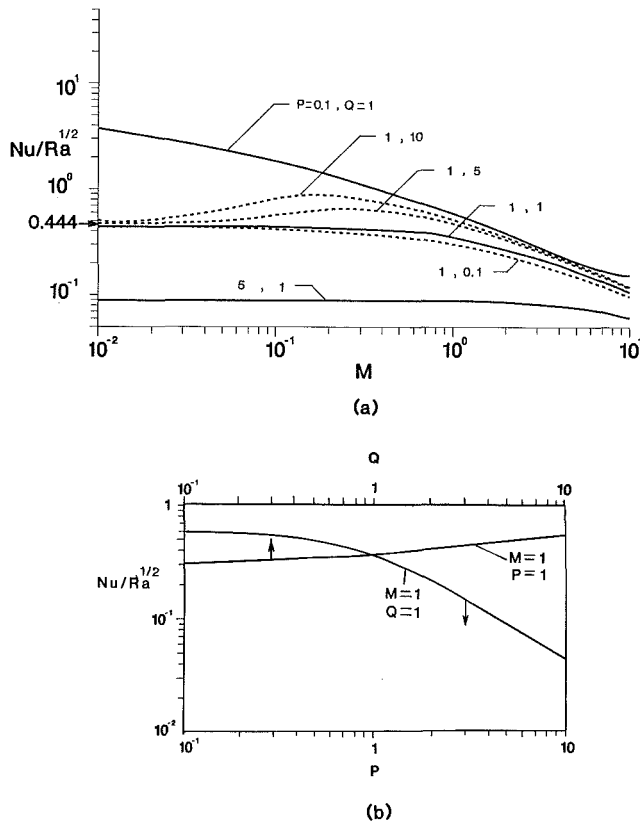 10¹
P=0.1, Q=1
Nu/Ra^1/2
1 , 10
1 , 5
10⁰
0.444
1 , 1
1 , 0.1
10⁻¹
5 , 1
10⁻² 10⁻¹ 10⁰ 10¹
M
(a)
Q
10⁻¹ 1 10
1
Nu/Ra^1/2
M=1
P=1
M=1
Q=1
10⁻¹
10⁻²
10⁻¹ 1 10
P
(b)